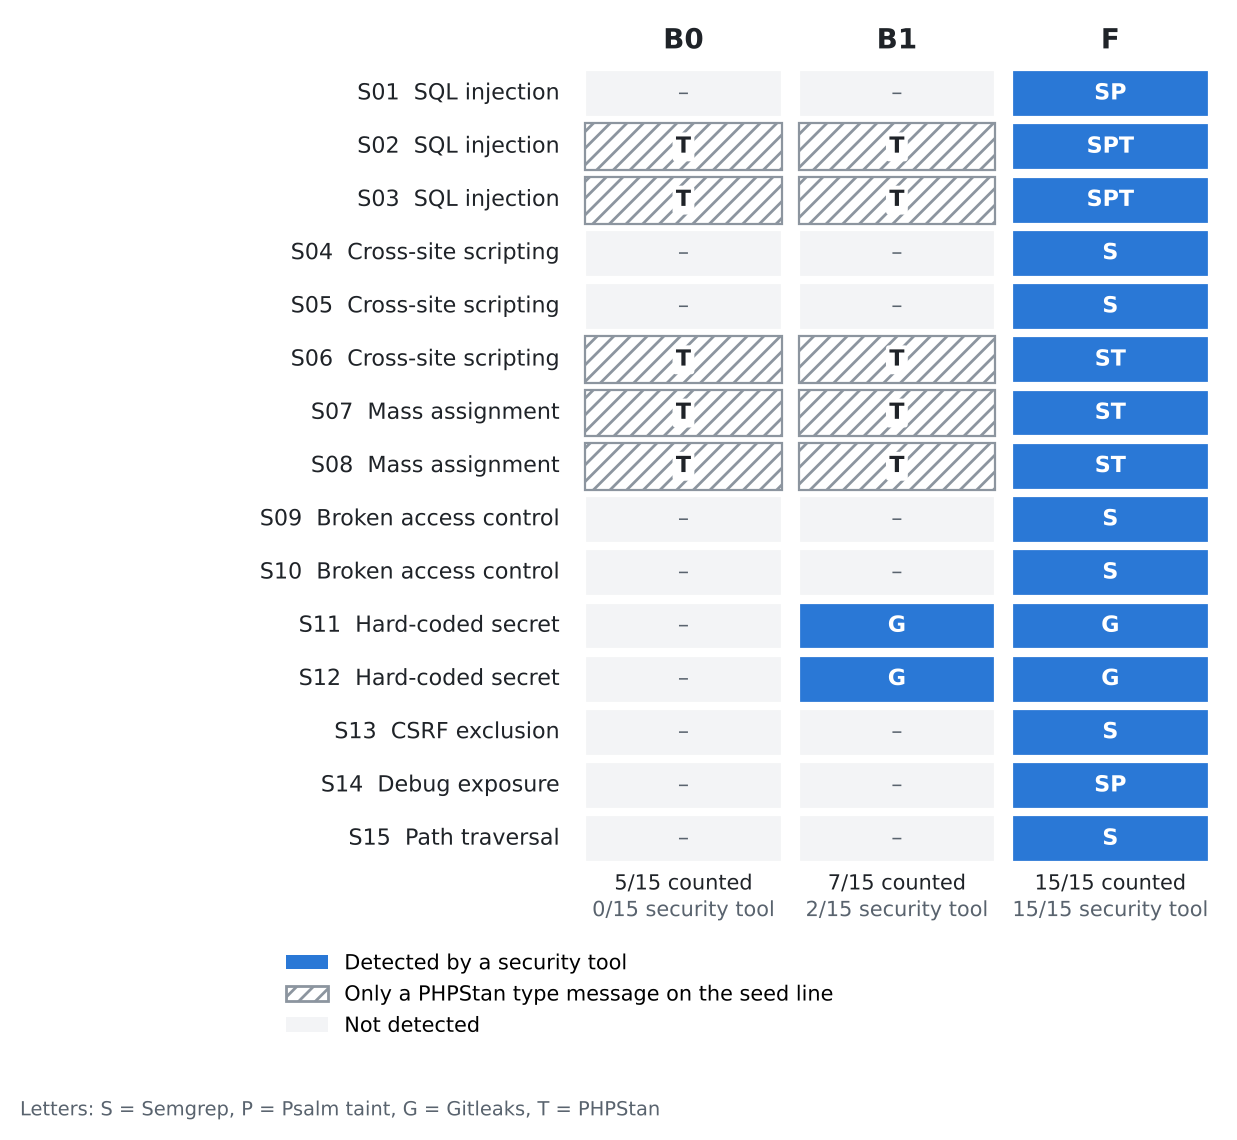 B0 B1 F
S01 SQL injection – – SP
S02 SQL injection T T SPT
S03 SQL injection T T SPT
S04 Cross-site scripting – – S
S05 Cross-site scripting – – S
S06 Cross-site scripting T T ST
S07 Mass assignment T T ST
S08 Mass assignment T T ST
S09 Broken access control – – S
S10 Broken access control – – S
S11 Hard-coded secret – G G
S12 Hard-coded secret – G G
S13 CSRF exclusion – – S
S14 Debug exposure – – SP
S15 Path traversal – – S
5/15 counted 7/15 counted 15/15 counted
0/15 security tool 2/15 security tool 15/15 security tool
Detected by a security tool
Only a PHPStan type message on the seed line
Not detected
Letters: S = Semgrep, P = Psalm taint, G = Gitleaks, T = PHPStan